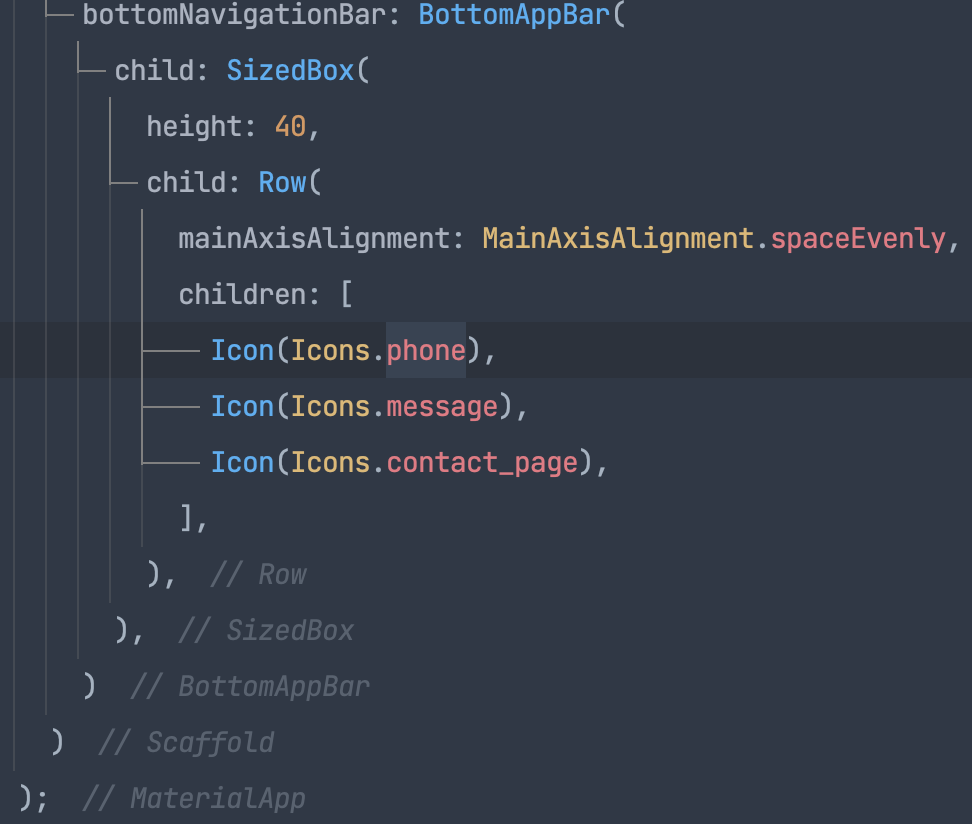 bottomNavigationBar: BottomAppBar(
child: SizedBox(
height: 40,
child: Row(
mainAxisAlignment: MainAxisAlignment.spaceEvenly,
children: [
Icon(Icons.phone),
Icon(Icons.message),
Icon(Icons.contact_page),
],
), // Row
), // SizedBox
) // BottomAppBar
) // Scaffold
); // MaterialApp